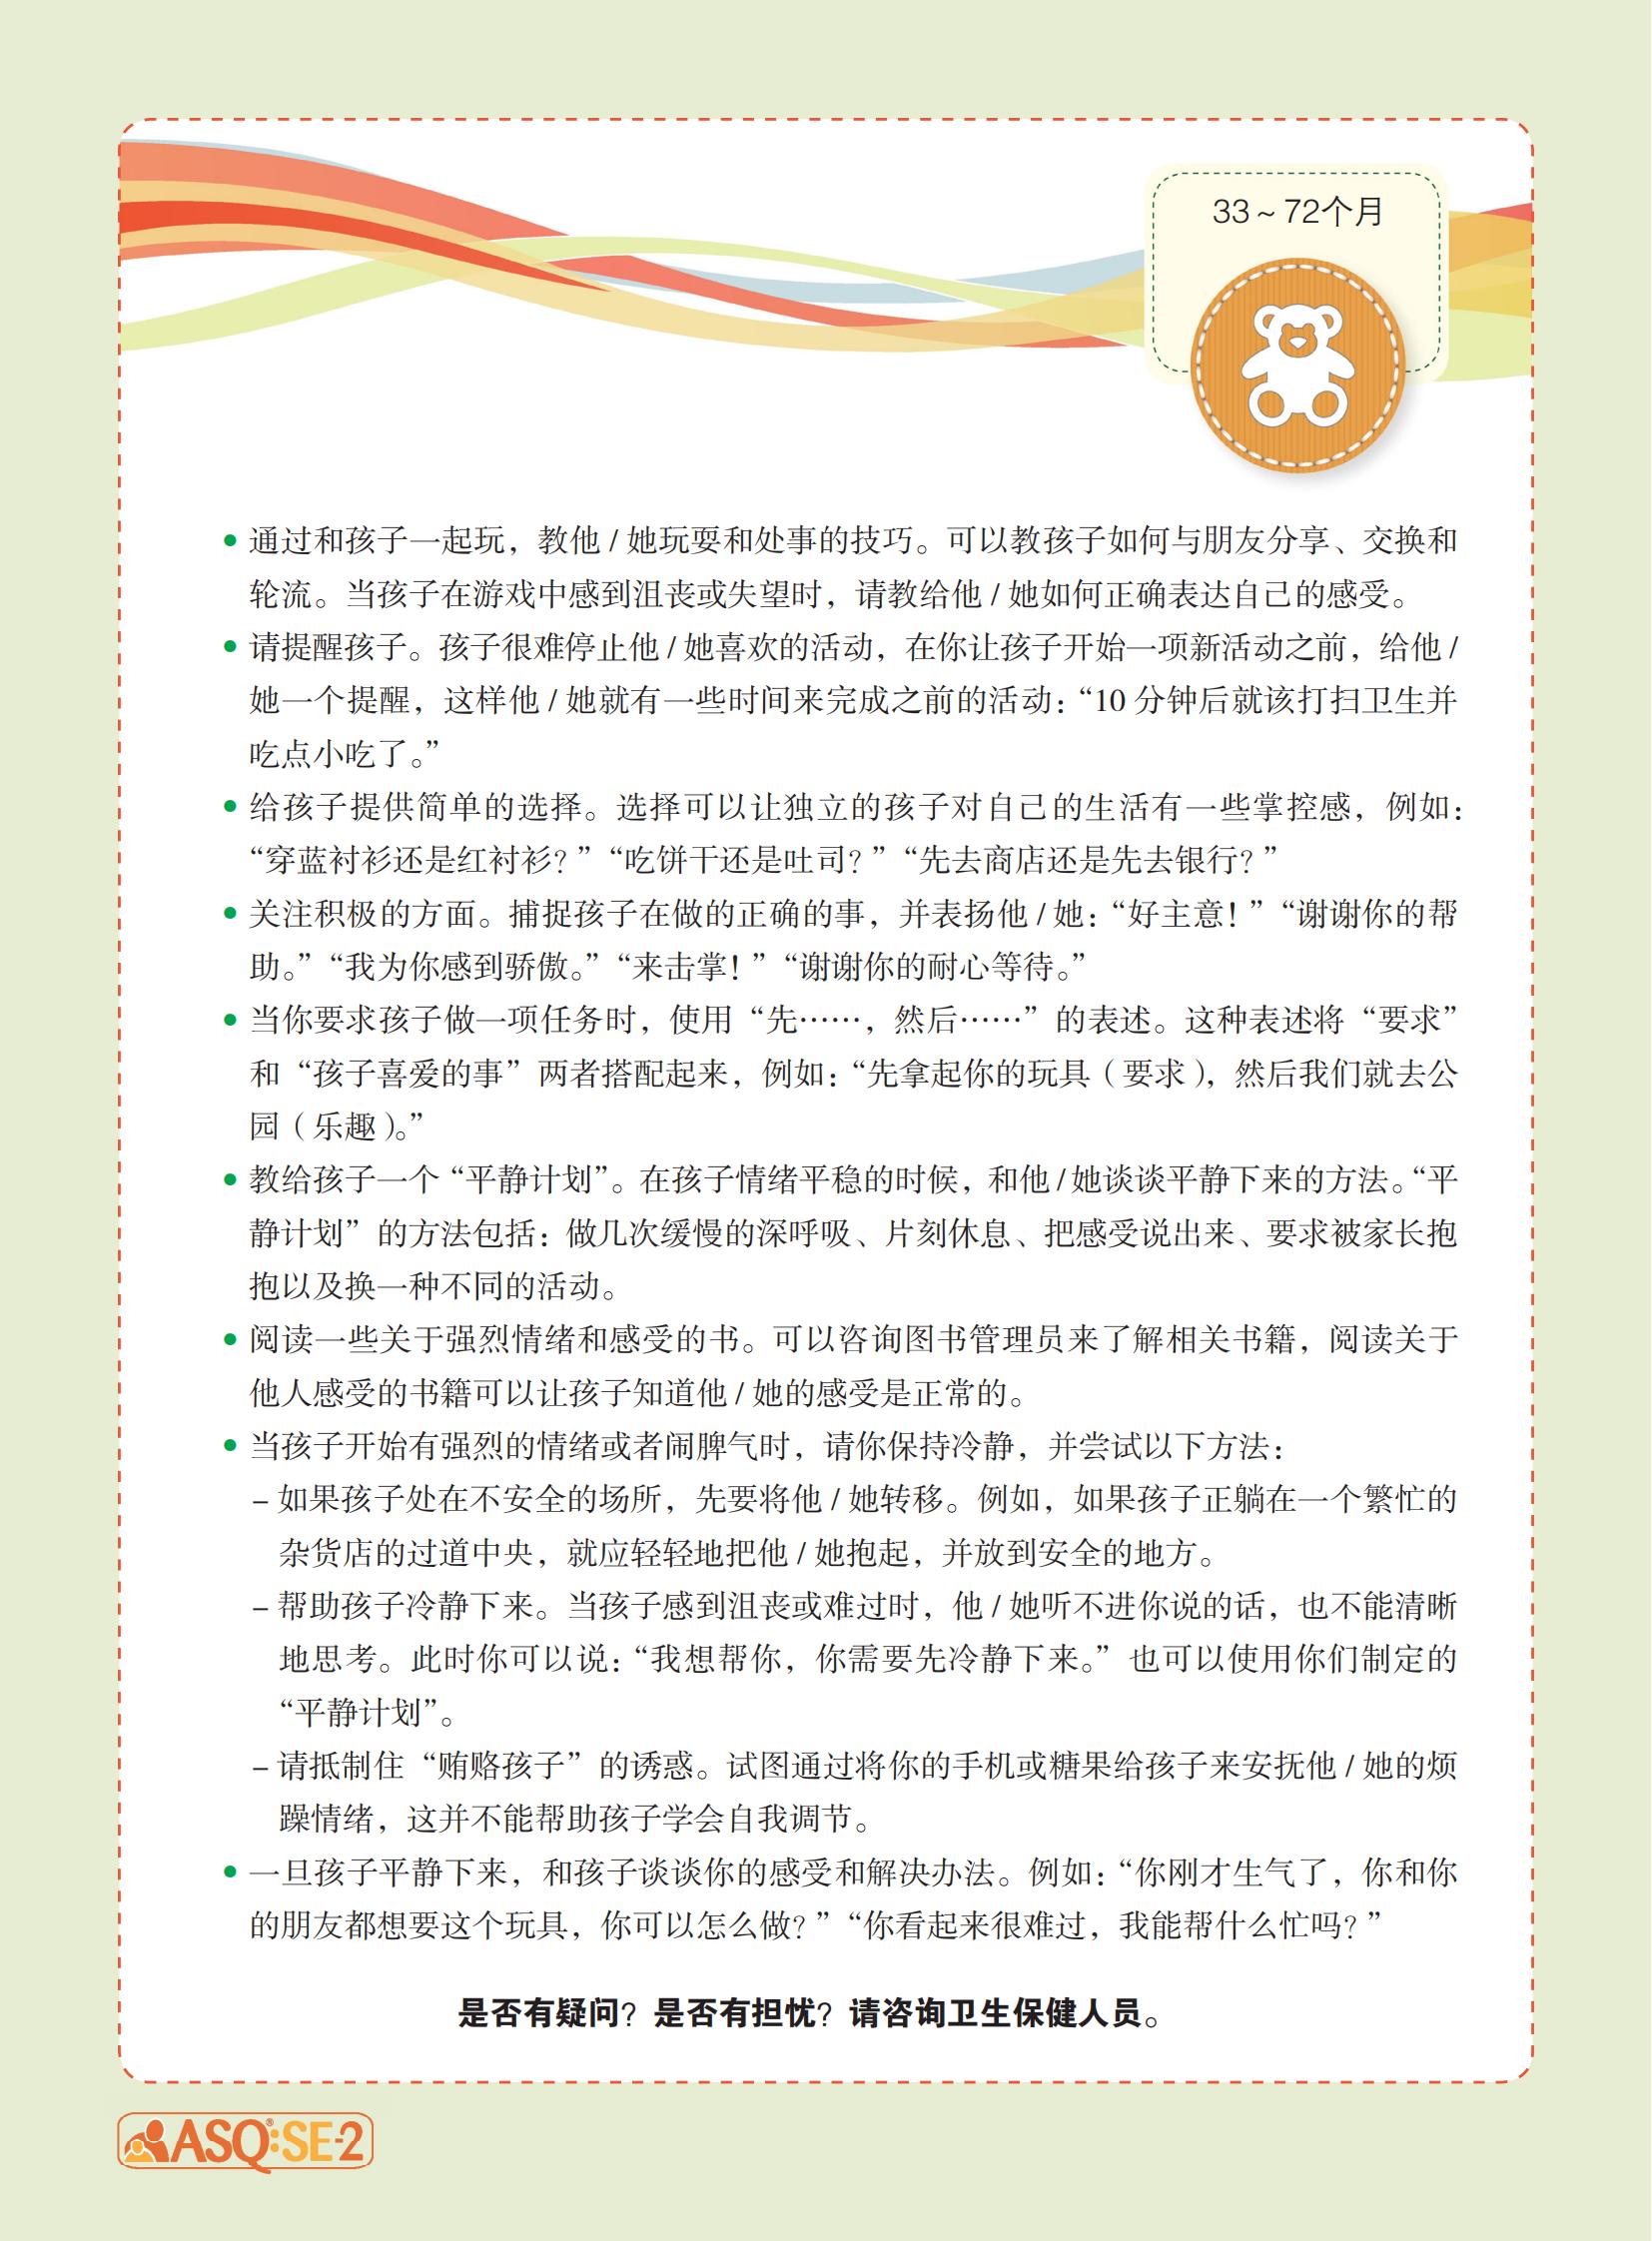 33～72个月
• 通过和孩子一起玩，教他 / 她玩耍和处事的技巧。可以教孩子如何与朋友分享、交换和
轮流。当孩子在游戏中感到沮丧或失望时，请教给他 / 她如何正确表达自己的感受。
• 请提醒孩子。孩子很难停止他 / 她喜欢的活动，在你让孩子开始一项新活动之前，给他 /
她一个提醒，这样他 / 她就有一些时间来完成之前的活动：“10 分钟后就该打扫卫生并
吃点小吃了。”
• 给孩子提供简单的选择。选择可以让独立的孩子对自己的生活有一些掌控感，例如：
“穿蓝衬衫还是红衬衫？”“吃饼干还是吐司？”“先去商店还是先去银行？”
• 关注积极的方面。捕捉孩子在做的正确的事，并表扬他 / 她：“好主意！”“谢谢你的帮
助。”“我为你感到骄傲。”“来击掌！”“谢谢你的耐心等待。”
• 当你要求孩子做一项任务时，使用“先……，然后……”的表述。这种表述将“要求”
和“孩子喜爱的事”两者搭配起来，例如：“先拿起你的玩具（要求），然后我们就去公
园（乐趣）。”
• 教给孩子一个“平静计划”。在孩子情绪平稳的时候，和他 / 她谈谈平静下来的方法。“平
静计划”的方法包括：做几次缓慢的深呼吸、片刻休息、把感受说出来、要求被家长抱
抱以及换一种不同的活动。
• 阅读一些关于强烈情绪和感受的书。可以咨询图书管理员来了解相关书籍，阅读关于
他人感受的书籍可以让孩子知道他 / 她的感受是正常的。
• 当孩子开始有强烈的情绪或者闹脾气时，请你保持冷静，并尝试以下方法：
– 如果孩子处在不安全的场所，先要将他 / 她转移。例如，如果孩子正躺在一个繁忙的
杂货店的过道中央，就应轻轻地把他 / 她抱起，并放到安全的地方。
– 帮助孩子冷静下来。当孩子感到沮丧或难过时，他 / 她听不进你说的话，也不能清晰
地思考。此时你可以说：“我想帮你，你需要先冷静下来。”也可以使用你们制定的
“平静计划”。
– 请抵制住“贿赂孩子”的诱惑。试图通过将你的手机或糖果给孩子来安抚他 / 她的烦
躁情绪，这并不能帮助孩子学会自我调节。
• 一旦孩子平静下来，和孩子谈谈你的感受和解决办法。例如：“你刚才生气了，你和你
的朋友都想要这个玩具，你可以怎么做？”“你看起来很难过，我能帮什么忙吗？”
是否有疑问？是否有担忧？请咨询卫生保健人员。
ASQ®:SE-2